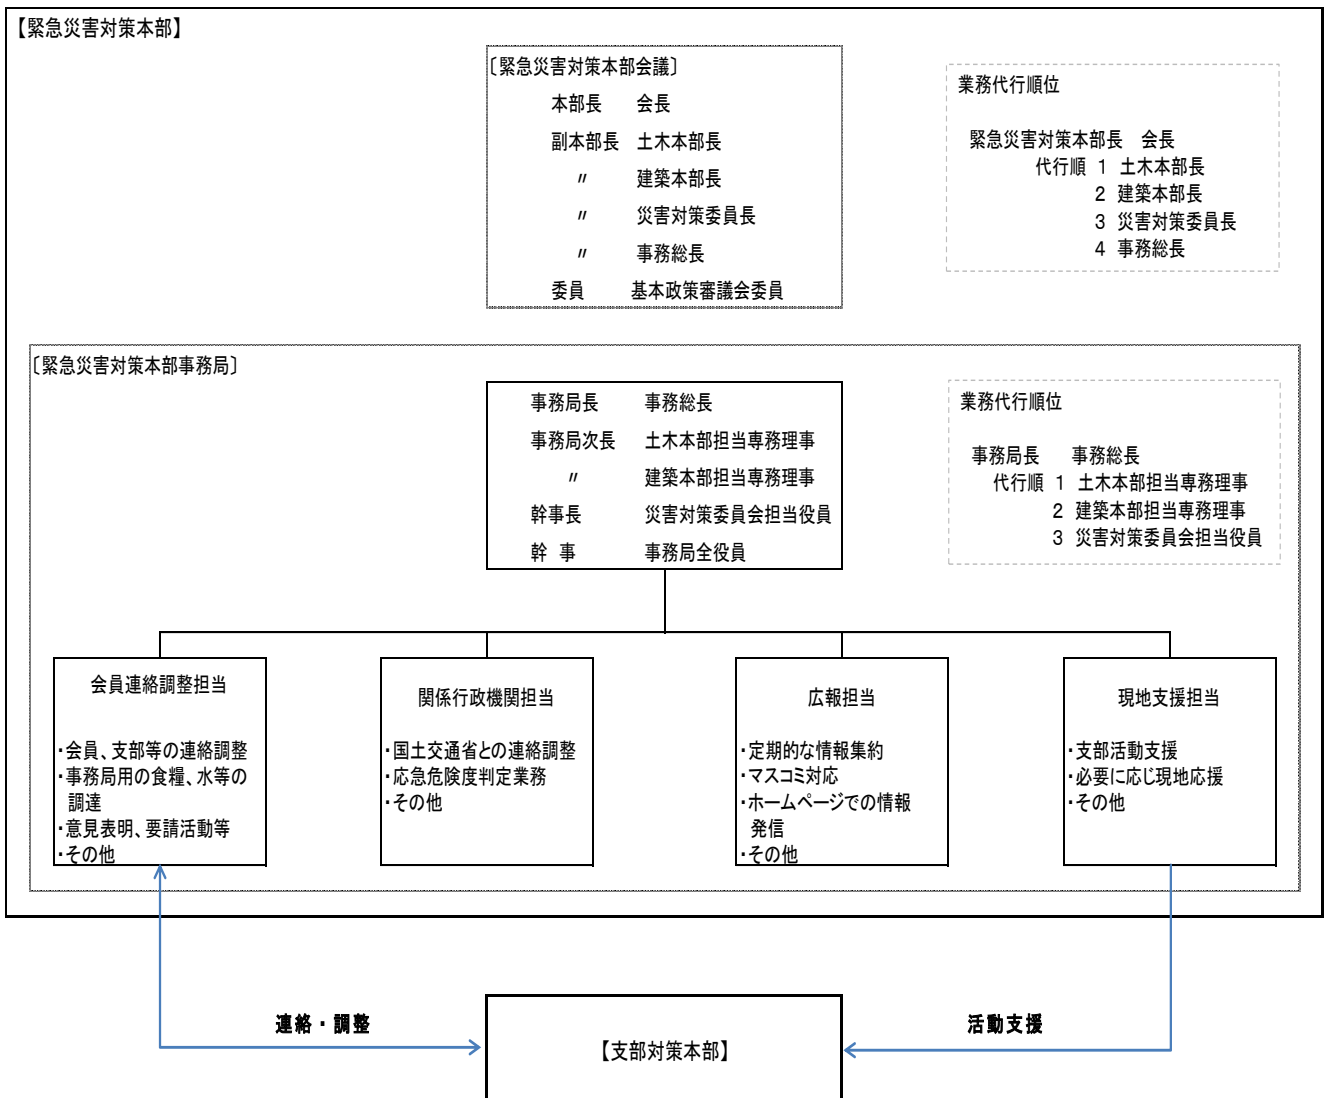 【緊急災害対策本部】
〔緊急災害対策本部会議〕
本部長 会長
副本部長 土木本部長
〃 建築本部長
〃 災害対策委員長
〃 事務総長
委員 基本政策審議会委員
業務代行順位
緊急災害対策本部長 会長
代行順 1 土木本部長
2 建築本部長
3 災害対策委員長
4 事務総長
〔緊急災害対策本部事務局〕
事務局長 事務総長
事務局次長 土木本部担当専務理事
〃 建築本部担当専務理事
幹事長 災害対策委員会担当役員
幹 事 事務局全役員
業務代行順位
事務局長 事務総長
代行順 1 土木本部担当専務理事
2 建築本部担当専務理事
3 災害対策委員会担当役員
会員連絡調整担当
・会員、支部等の連絡調整
・事務局用の食糧、水等の
調達
・意見表明、要請活動等
・その他
関係行政機関担当
・国土交通省との連絡調整
・応急危険度判定業務
・その他
広報担当
・定期的な情報集約
・マスコミ対応
・ホームページでの情報
発信
・その他
現地支援担当
・支部活動支援
・必要に応じ現地応援
・その他
連絡・調整
活動支援
【支部対策本部】